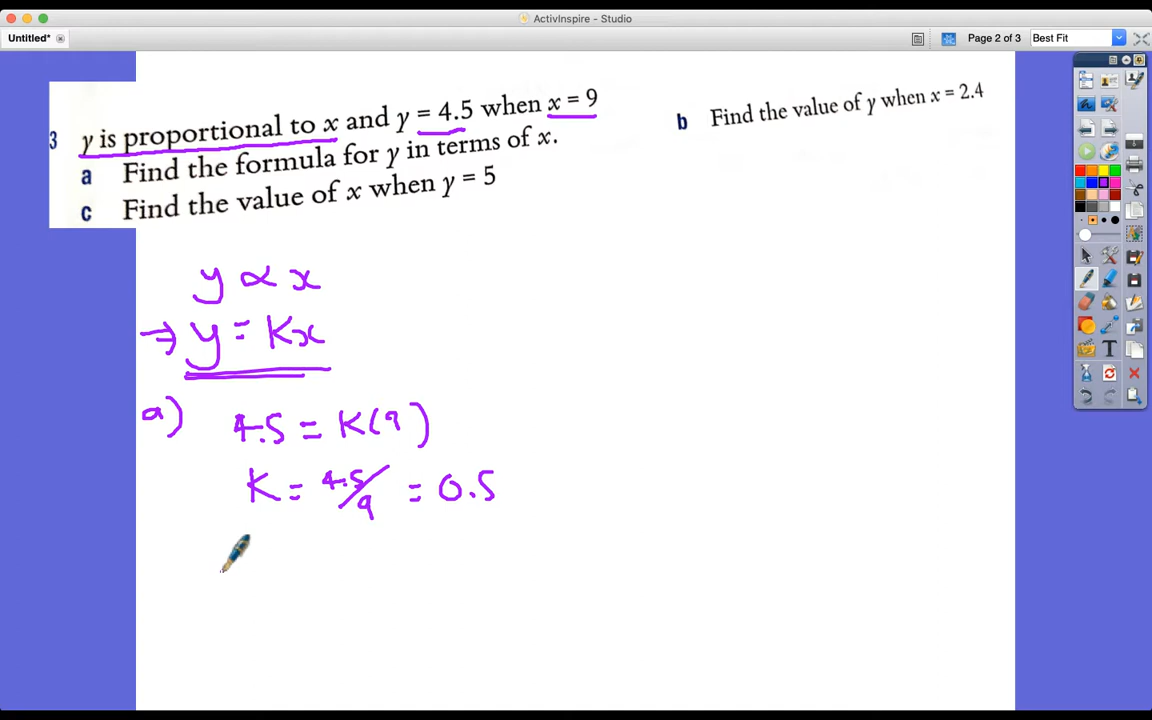 ActivInspire - Studio
Untitled*
Page 2 of 3
Best Fit
3 y is proportional to x and y = 4.5 when x = 9
a Find the formula for y in terms of x.
c Find the value of x when y = 5
b Find the value of y when x = 2.4
y ∝ x
⇒ y = Kx
a) 4.5 = K(9)
K = 4.5/9 = 0.5